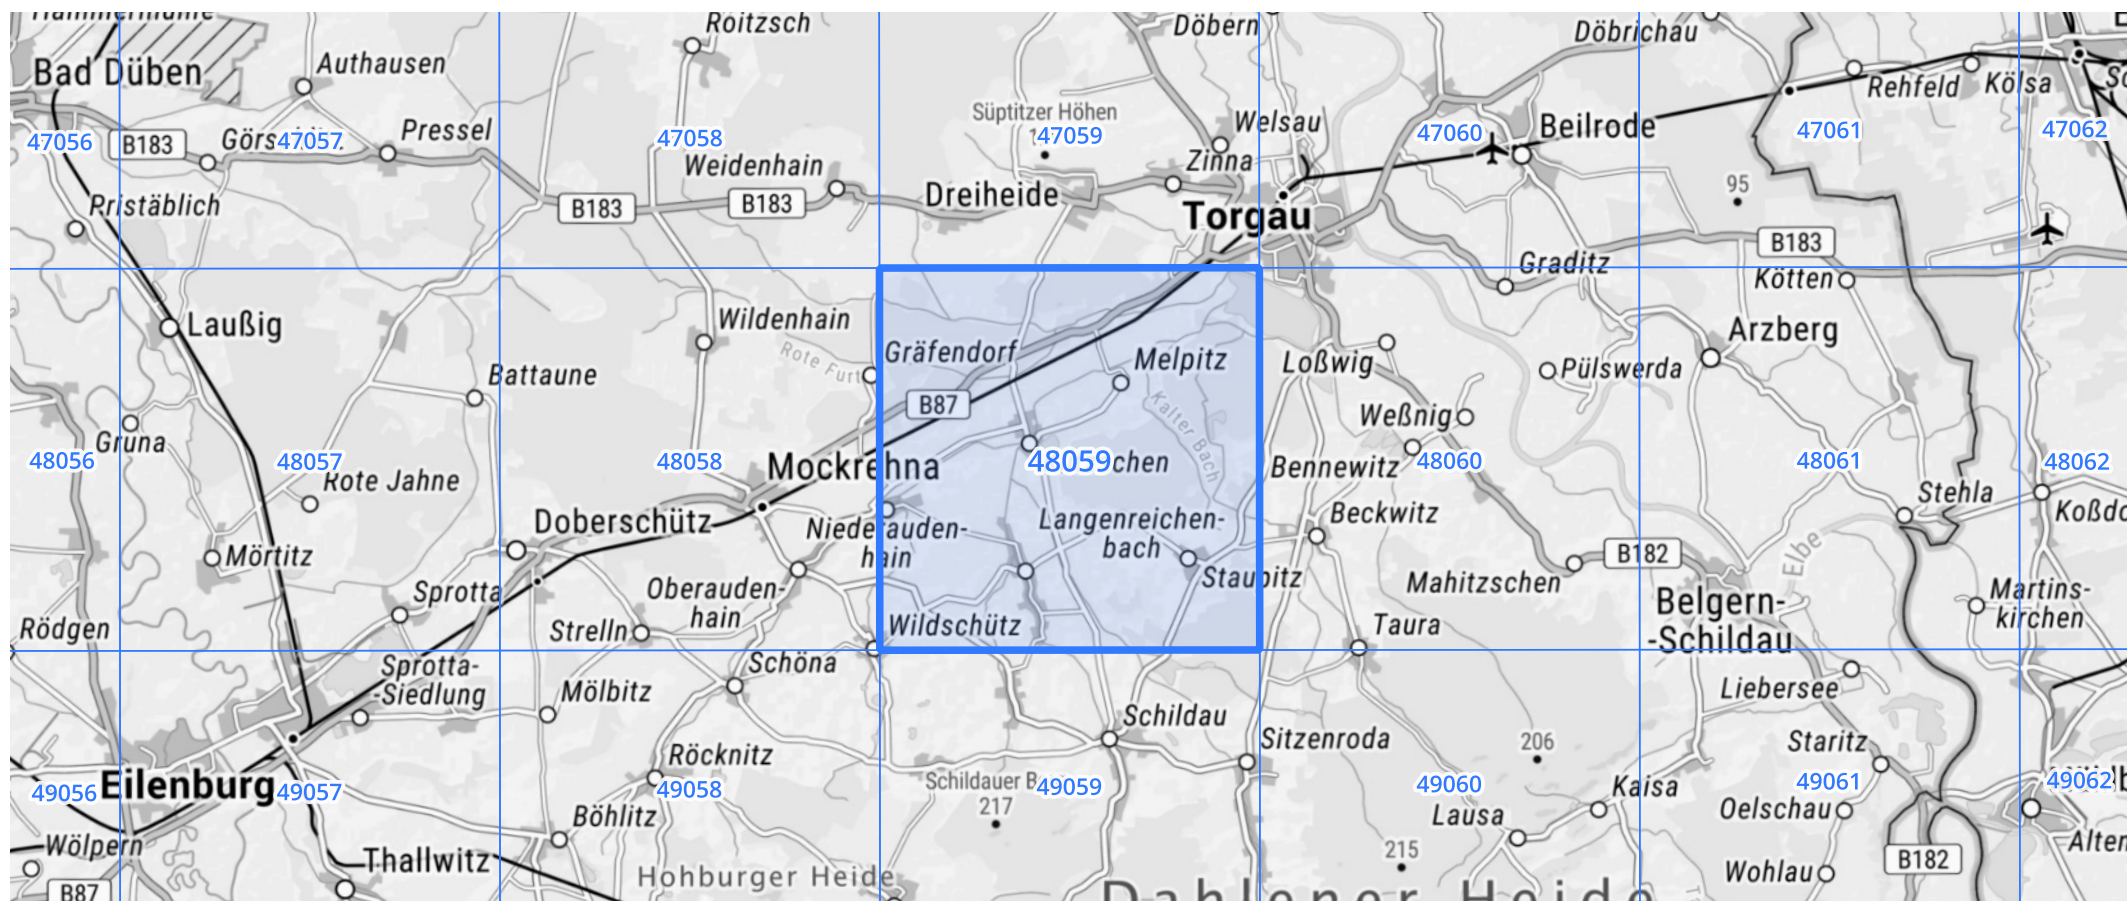 Roitzsch
Döbern
Döbrichau
Bad Düben
Authausen
Süptitzer Höhen
Rehfeld
Kölsa
Pressel
Welsau
Beilrode
47056
B183
47057
47058
47059
47060
47061
47062
Weidenhain
Zinna
95
Pristäblich
B183
B183
Dreiheide
Torgau
B183
Graditz
Kötten
Laußig
Wildenhain
Arzberg
Rote Furt
Gräfendorf
Melpitz
Loßwig
Pülswerda
Battaune
B87
Kalter Bach
Weßnig
Gruna
48056
48057
48058
Mockrehna
48059
chen
Bennewitz
48060
48061
48062
Rote Jahne
Stehla
Koßdo
Doberschütz
Niederauden-
hain
Langenreichen-
bach
Beckwitz
Elbe
Mörtitz
B182
Sprotta
Oberauden-
hain
Staupitz
Mahitzschen
Martins-
kirchen
Belgern-
-Schildau
Rödgen
Strelln
Wildschütz
Taura
Sprotta-
-Siedlung
Schöna
Mölbitz
Liebersee
Schildau
Sitzenroda
206
Staritz
Röcknitz
49056
Eilenburg
49057
49058
Schildauer B
49059
49060
Kaisa
49061
49062
217
Böhlitz
Lausa
Oelschau
Wölpern
215
Alten
Thallwitz
Hohburger Heide
B182
Wohlau
B87
Dahlener Heide